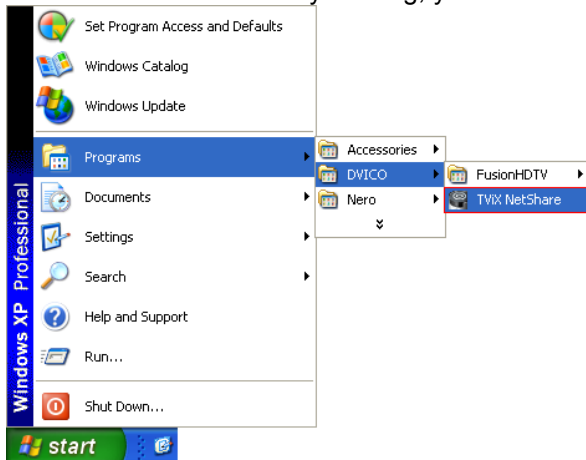 Set Program Access and Defaults
Windows Catalog
Windows Update
Programs
Accessories
DVICO
FusionHDTV
Nero
TViX NetShare
Documents
Settings
Search
Help and Support
Run...
Shut Down...
Windows XP Professional
start